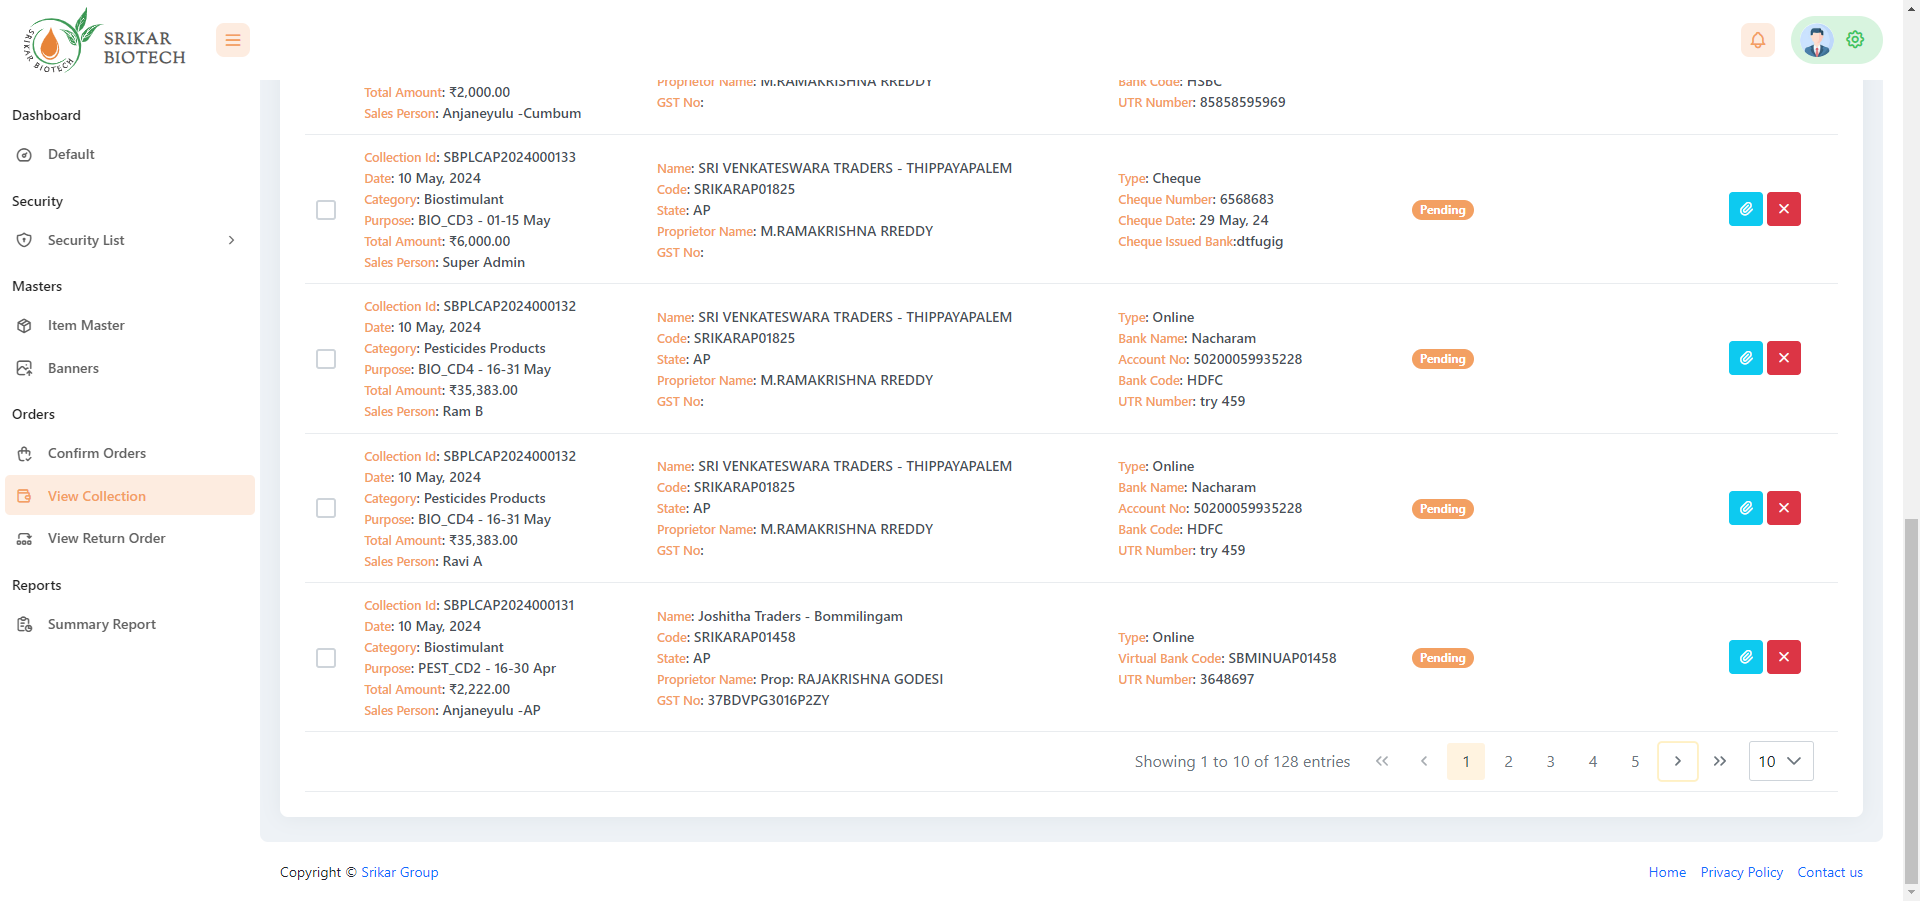 SRIKAR BIOTECH
SRIKAR
BIOTECH
Dashboard
Default
Security
Security List
Masters
Item Master
Banners
Orders
Confirm Orders
View Collection
View Return Order
Reports
Summary Report
Total Amount: ₹2,000.00
Sales Person: Anjaneyulu -Cumbum
Proprietor Name: M.RAMAKRISHNA RREDDY
GST No:
Bank Code: HSBC
UTR Number: 85858595969
Collection Id: SBPLCAP2024000133
Date: 10 May, 2024
Category: Biostimulant
Purpose: BIO_CD3 - 01-15 May
Total Amount: ₹6,000.00
Sales Person: Super Admin
Name: SRI VENKATESWARA TRADERS - THIPPAYAPALEM
Code: SRIKARAP01825
State: AP
Proprietor Name: M.RAMAKRISHNA RREDDY
GST No:
Type: Cheque
Cheque Number: 6568683
Cheque Date: 29 May, 24
Cheque Issued Bank:dtfugig
Pending
Collection Id: SBPLCAP2024000132
Date: 10 May, 2024
Category: Pesticides Products
Purpose: BIO_CD4 - 16-31 May
Total Amount: ₹35,383.00
Sales Person: Ram B
Name: SRI VENKATESWARA TRADERS - THIPPAYAPALEM
Code: SRIKARAP01825
State: AP
Proprietor Name: M.RAMAKRISHNA RREDDY
GST No:
Type: Online
Bank Name: Nacharam
Account No: 50200059935228
Bank Code: HDFC
UTR Number: try 459
Pending
Collection Id: SBPLCAP2024000132
Date: 10 May, 2024
Category: Pesticides Products
Purpose: BIO_CD4 - 16-31 May
Total Amount: ₹35,383.00
Sales Person: Ravi A
Name: SRI VENKATESWARA TRADERS - THIPPAYAPALEM
Code: SRIKARAP01825
State: AP
Proprietor Name: M.RAMAKRISHNA RREDDY
GST No:
Type: Online
Bank Name: Nacharam
Account No: 50200059935228
Bank Code: HDFC
UTR Number: try 459
Pending
Collection Id: SBPLCAP2024000131
Date: 10 May, 2024
Category: Biostimulant
Purpose: PEST_CD2 - 16-30 Apr
Total Amount: ₹2,222.00
Sales Person: Anjaneyulu -AP
Name: Joshitha Traders - Bommilingam
Code: SRIKARAP01458
State: AP
Proprietor Name: Prop: RAJAKRISHNA GODESI
GST No: 37BDVPG3016P2ZY
Type: Online
Virtual Bank Code: SBMINUAP01458
UTR Number: 3648697
Pending
Showing 1 to 10 of 128 entries « ‹ 1 2 3 4 5 › » 10
Copyright © Srikar Group
Home Privacy Policy Contact us